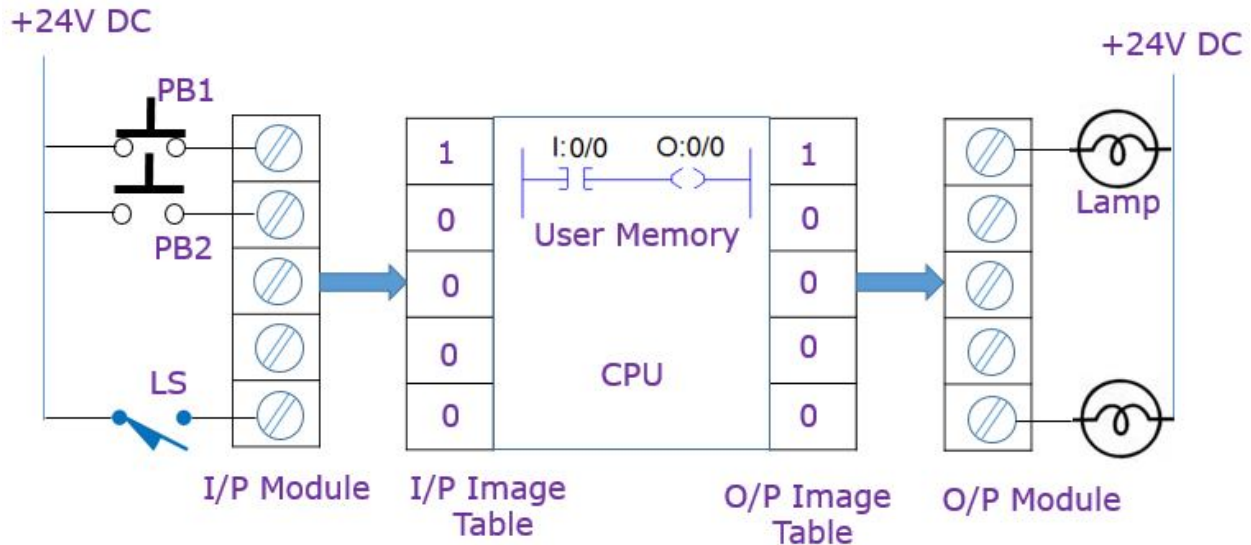 +24V DC
+24V DC
PB1
PB2
LS
I/P Module
1
0
0
0
0
I/P Image
Table
I:0/0 O:0/0
User Memory
CPU
1
0
0
0
0
O/P Image
Table
Lamp
O/P Module